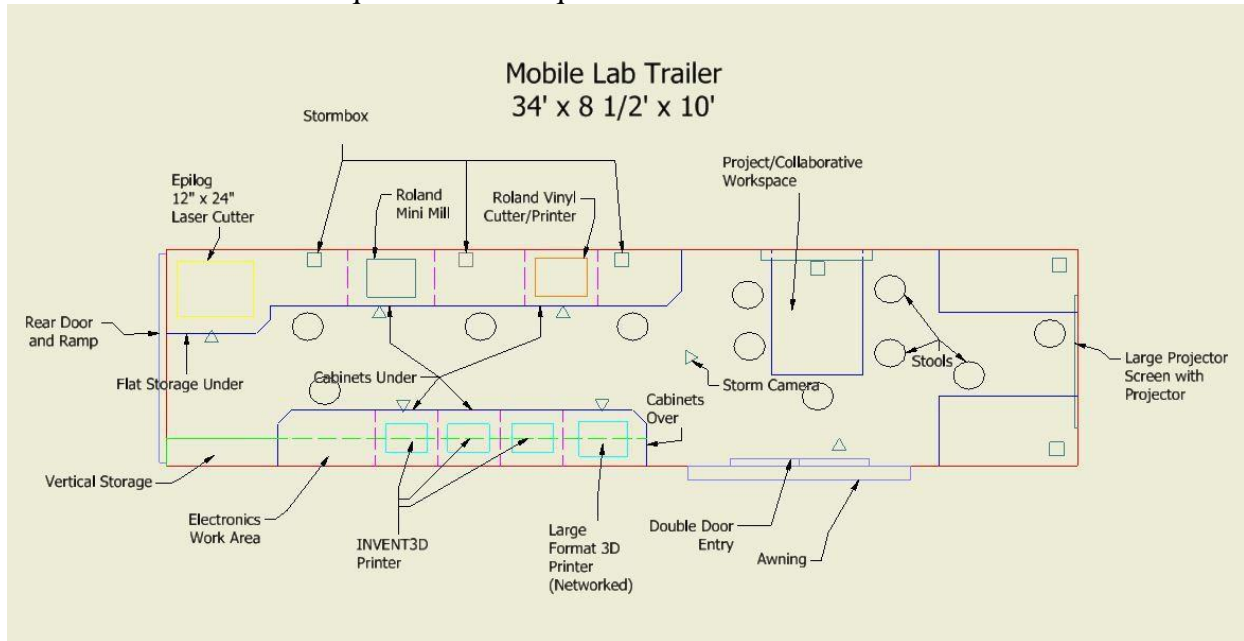 Mobile Lab Trailer
34' x 8 1/2' x 10'
Stormbox
Epilog
12" x 24"
Laser Cutter
Roland
Mini Mill
Roland Vinyl
Cutter/Printer
Project/Collaborative
Workspace
Rear Door
and Ramp
Flat Storage Under
Cabinets Under
Storm Camera
Stools
Large Projector
Screen with
Projector
Cabinets
Over
Vertical Storage
Electronics
Work Area
INVENT3D
Printer
Large
Format 3D
Printer
(Networked)
Double Door
Entry
Awning